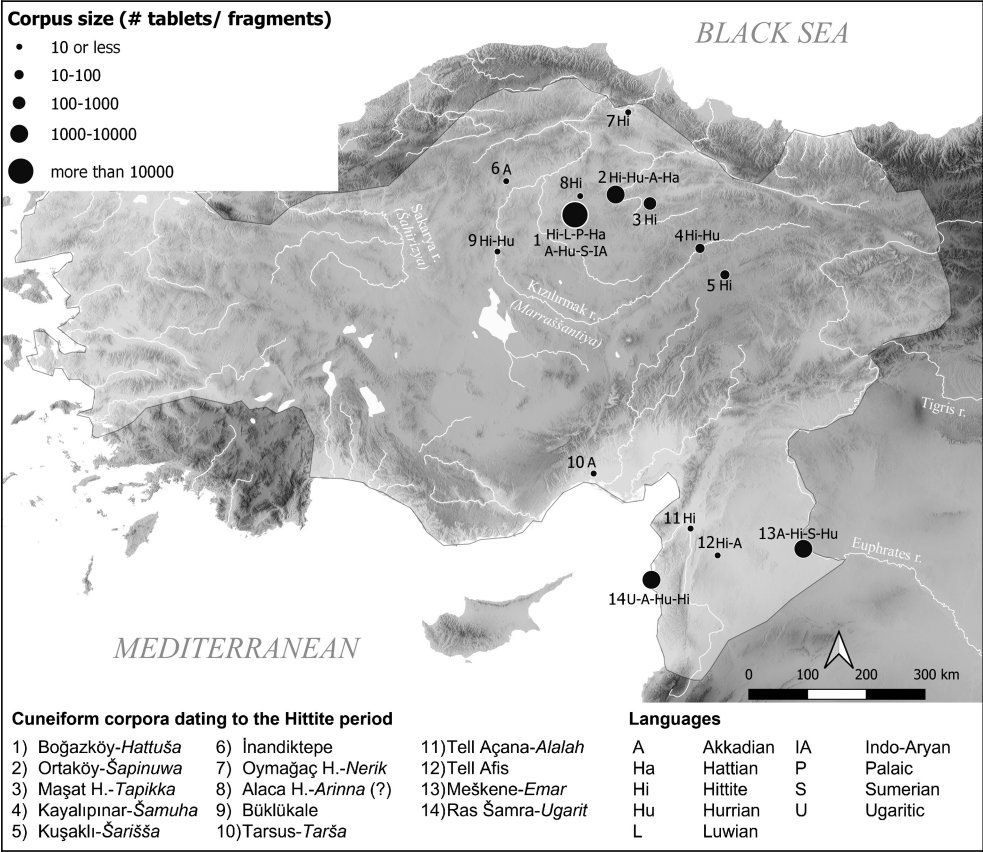 Corpus size (# tablets/ fragments)
10 or less
10-100
100-1000
1000-10000
more than 10000
BLACK SEA
7 Hi
6 A
8 Hi
2 Hi-Hu-A-Ha
3 Hi
1 Hi-L-P-Ha
A-Hu-S-IA
9 Hi-Hu
4 Hi-Hu
5 Hi
Sakarya r.
(Šahiriya)
Kızılırmak r.
(Marraššantiya)
Tigris r.
10 A
11 Hi
12 Hi-A
13 A-Hi-S-Hu
Euphrates r.
14 U-A-Hu-Hi
MEDITERRANEAN
0 100 200 300 km
Cuneiform corpora dating to the Hittite period
1) Boğazköy-Hattuša
2) Ortaköy-Šapinuwa
3) Maşat H.-Tapikka
4) Kayalıpınar-Šamuha
5) Kuşaklı-Šarišša
6) İnandiktepe
7) Oymağaç H.-Nerik
8) Alaca H.-Arinna (?)
9) Büklükale
10) Tarsus-Tarša
11) Tell Açana-Alalah
12) Tell Afis
13) Meškene-Emar
14) Ras Šamra-Ugarit
Languages
A Akkadian
Ha Hattian
Hi Hittite
Hu Hurrian
L Luwian
IA Indo-Aryan
P Palaic
S Sumerian
U Ugaritic